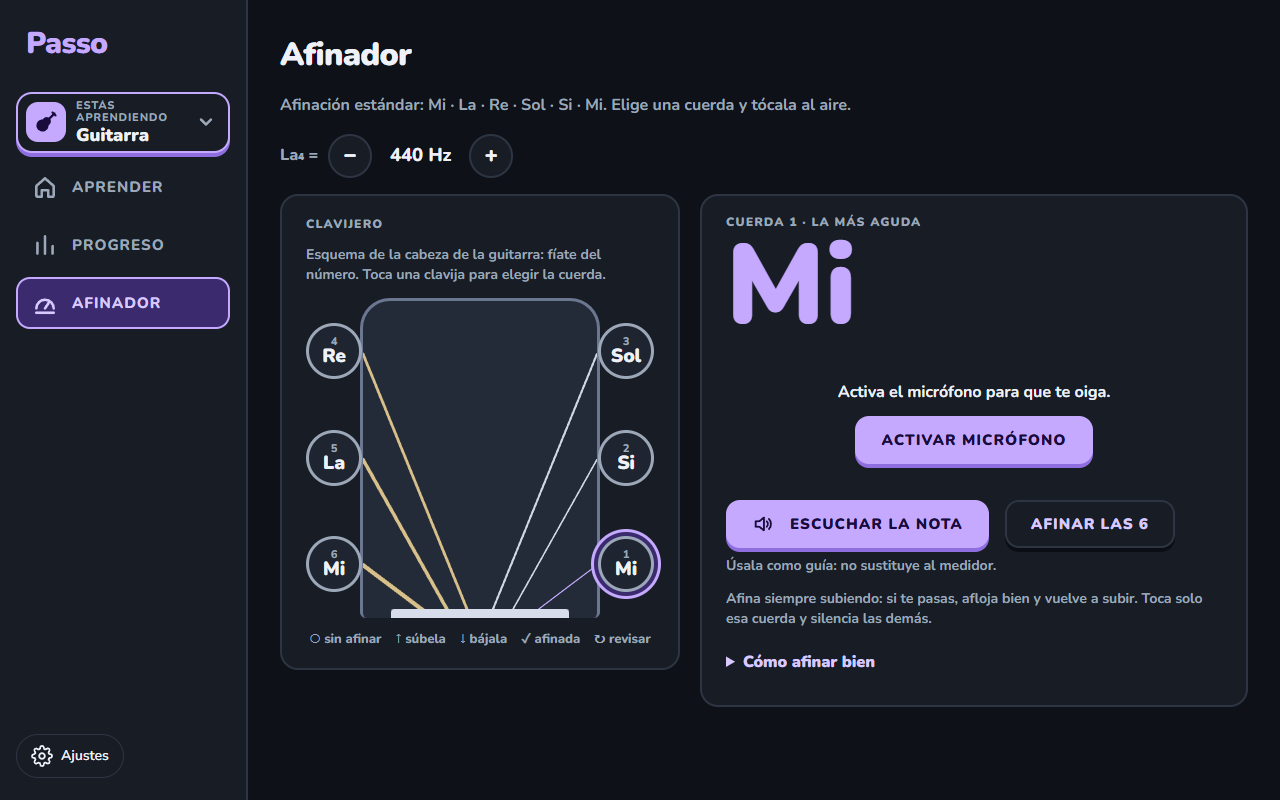 Passo
ESTÁS
APRENDIENDO
Guitarra
APRENDER
PROGRESO
AFINADOR
Ajustes
Afinador
Afinación estándar: Mi · La · Re · Sol · Si · Mi. Elige una cuerda y tócala al aire.
La₄ = − 440 Hz +
CLAVIJERO
Esquema de la cabeza de la guitarra: fíate del
número. Toca una clavija para elegir la cuerda.
4
Re
3
Sol
5
La
2
Si
6
Mi
1
Mi
○ sin afinar ↑ súbela ↓ bájala ✓ afinada ↻ revisar
CUERDA 1 · LA MÁS AGUDA
Mi
Activa el micrófono para que te oiga.
ACTIVAR MICRÓFONO
ESCUCHAR LA NOTA
AFINAR LAS 6
Úsala como guía: no sustituye al medidor.
Afina siempre subiendo: si te pasas, afloja bien y vuelve a subir. Toca solo
esa cuerda y silencia las demás.
▶ Cómo afinar bien